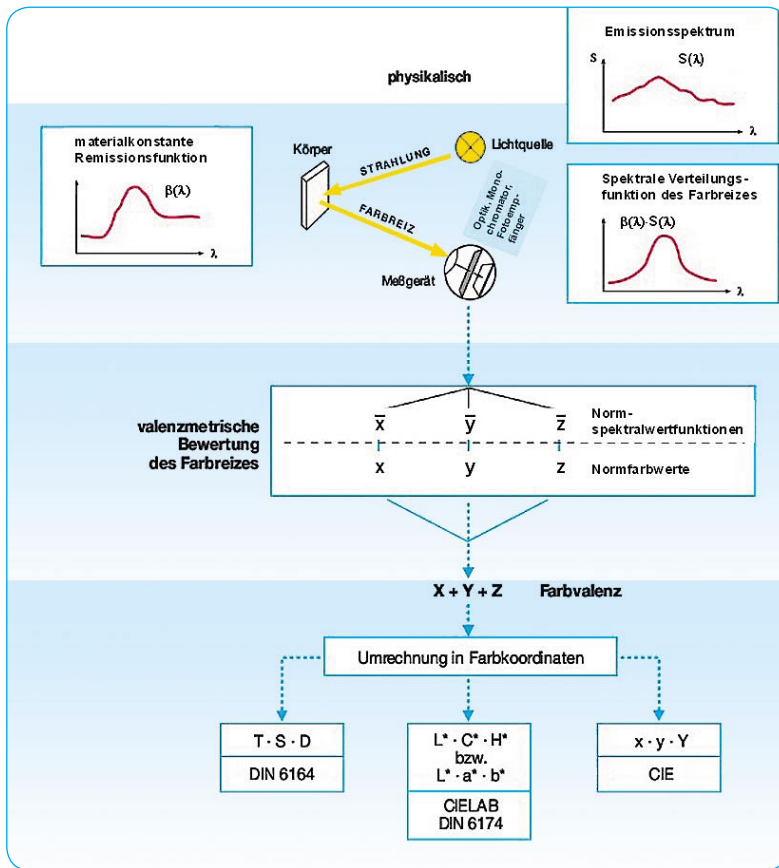 Emissionsspektrum
S
S(λ)
λ
physikalisch
materialkonstante
Remissionsfunktion
β(λ)
λ
Körper
STRAHLUNG
Lichtquelle
FARBREIZ
Optik, Mono-
chromator,
Fotoemp-
fänger
Meßgerät
Spektrale Verteilungs-
funktion des Farbreizes
β(λ)·S(λ)
λ
valenzmetrische
Bewertung
des Farbreizes
x̄ ȳ z̄ Norm-
spektralwertfunktionen
x y z Normfarbwerte
X + Y + Z Farbvalenz
Umrechnung in Farbkoordinaten
T · S · D
DIN 6164
L* · C* · H*
bzw.
L* · a* · b*
CIELAB
DIN 6174
x · y · Y
CIE